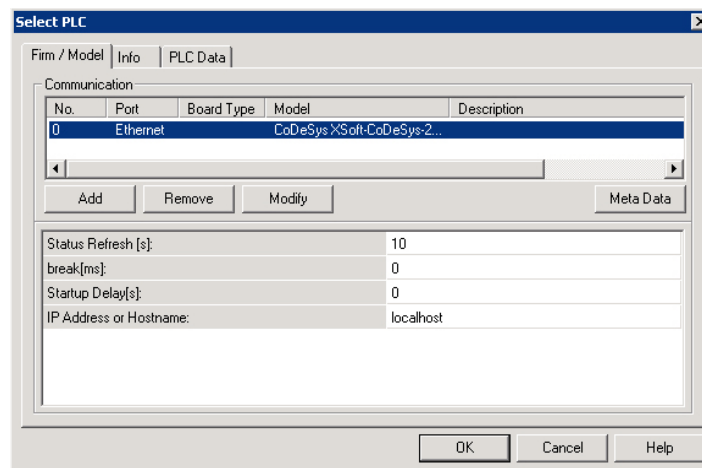 Select PLC
Firm / Model Info PLC Data
Communication
No. Port Board Type Model Description
0 Ethernet CoDeSys XSoft-CoDeSys-2...
Add Remove Modify Meta Data
Status Refresh [s]: 10
break[ms]: 0
Startup Delay[s]: 0
IP Address or Hostname: localhost
OK Cancel Help